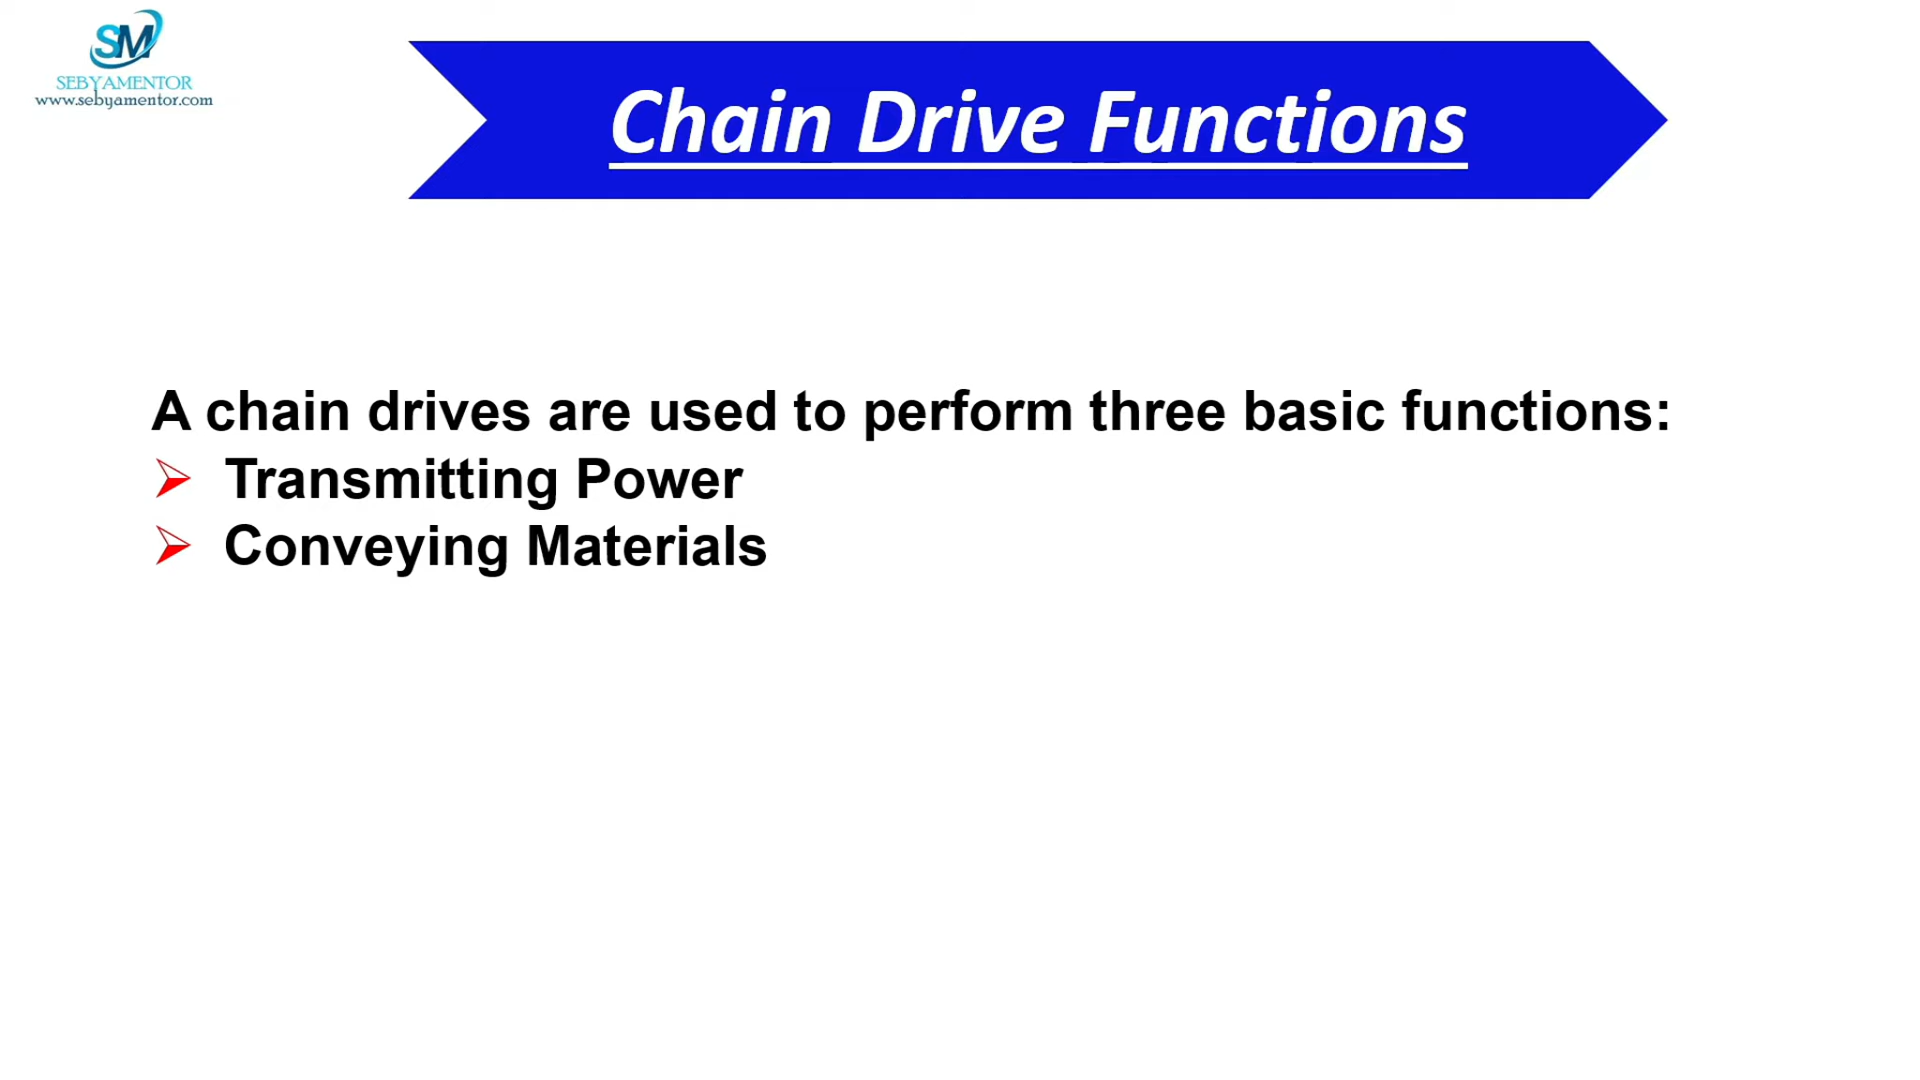 SM
SEBYAMENTOR
www.sebyamentor.com
Chain Drive Functions
A chain drives are used to perform three basic functions:
Transmitting Power
Conveying Materials